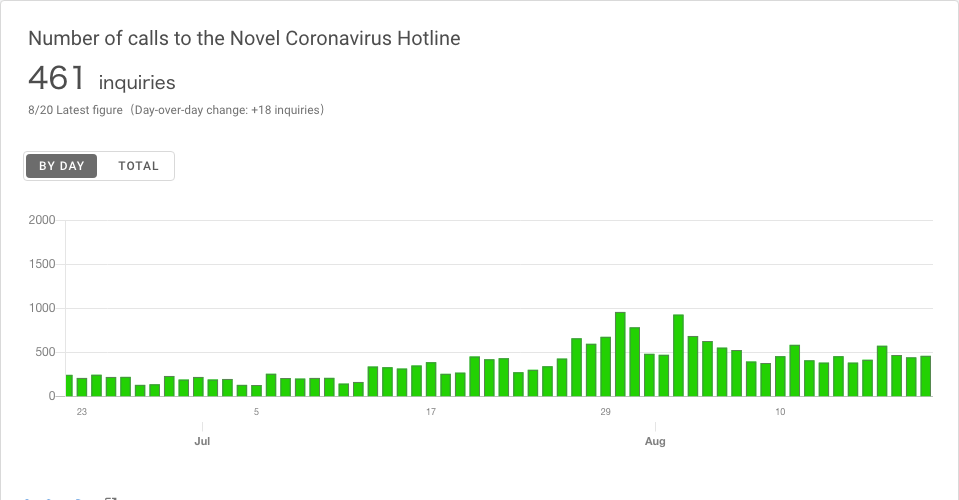 Number of calls to the Novel Coronavirus Hotline
461 inquiries
8/20 Latest figure（Day-over-day change: +18 inquiries）
BY DAY TOTAL
2000
1500
1000
500
0
23 5 17 29 10
Jul Aug